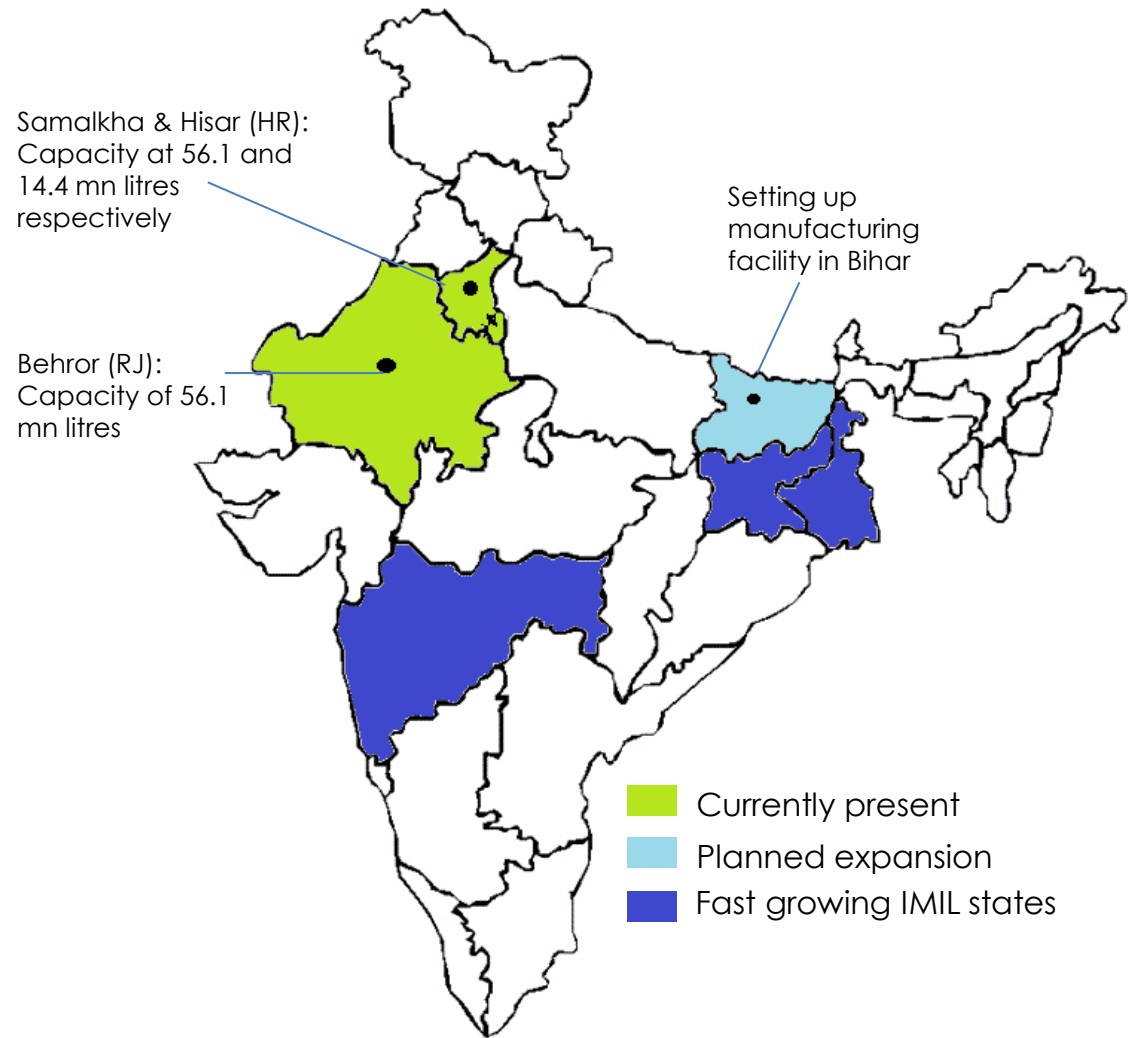 Samalkha & Hisar (HR):
Capacity at 56.1 and
14.4 mn litres
respectively
Setting up
manufacturing
facility in Bihar
Behror (RJ):
Capacity of 56.1
mn litres
Currently present
Planned expansion
Fast growing IMIL states